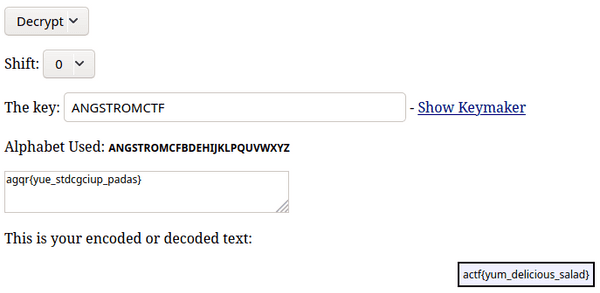 Decrypt
Shift: 0
The key: ANGSTROMCTF - Show Keymaker
Alphabet Used: ANGSTROMCFBDEHIJKLPQUVWXYZ
agqr{yue_stdcgciup_padas}
This is your encoded or decoded text:
actf{yum_delicious_salad}